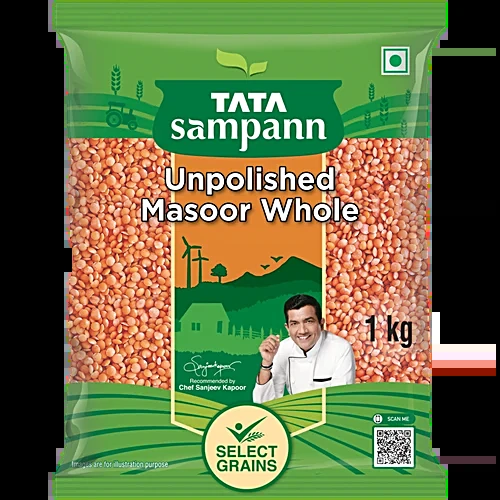 TATA
sampann
Unpolished
Masoor Whole
1 kg
Recommended by
Chef Sanjeev Kapoor
SCAN ME
SELECT
GRAINS
Images are for illustration purpose